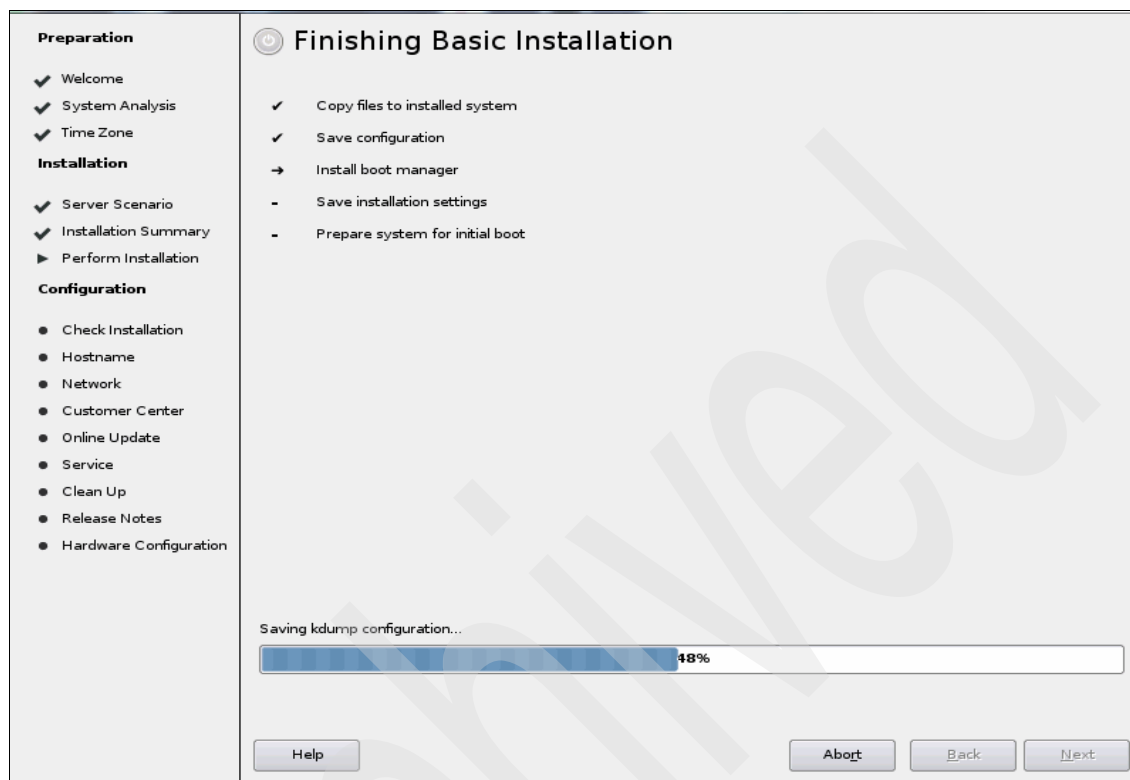 Preparation
Welcome
System Analysis
Time Zone
Installation
Server Scenario
Installation Summary
Perform Installation
Configuration
Check Installation
Hostname
Network
Customer Center
Online Update
Service
Clean Up
Release Notes
Hardware Configuration
Finishing Basic Installation
Copy files to installed system
Save configuration
Install boot manager
Save installation settings
Prepare system for initial boot
Saving kdump configuration...
48%
Help
Abort
Back
Next
hived